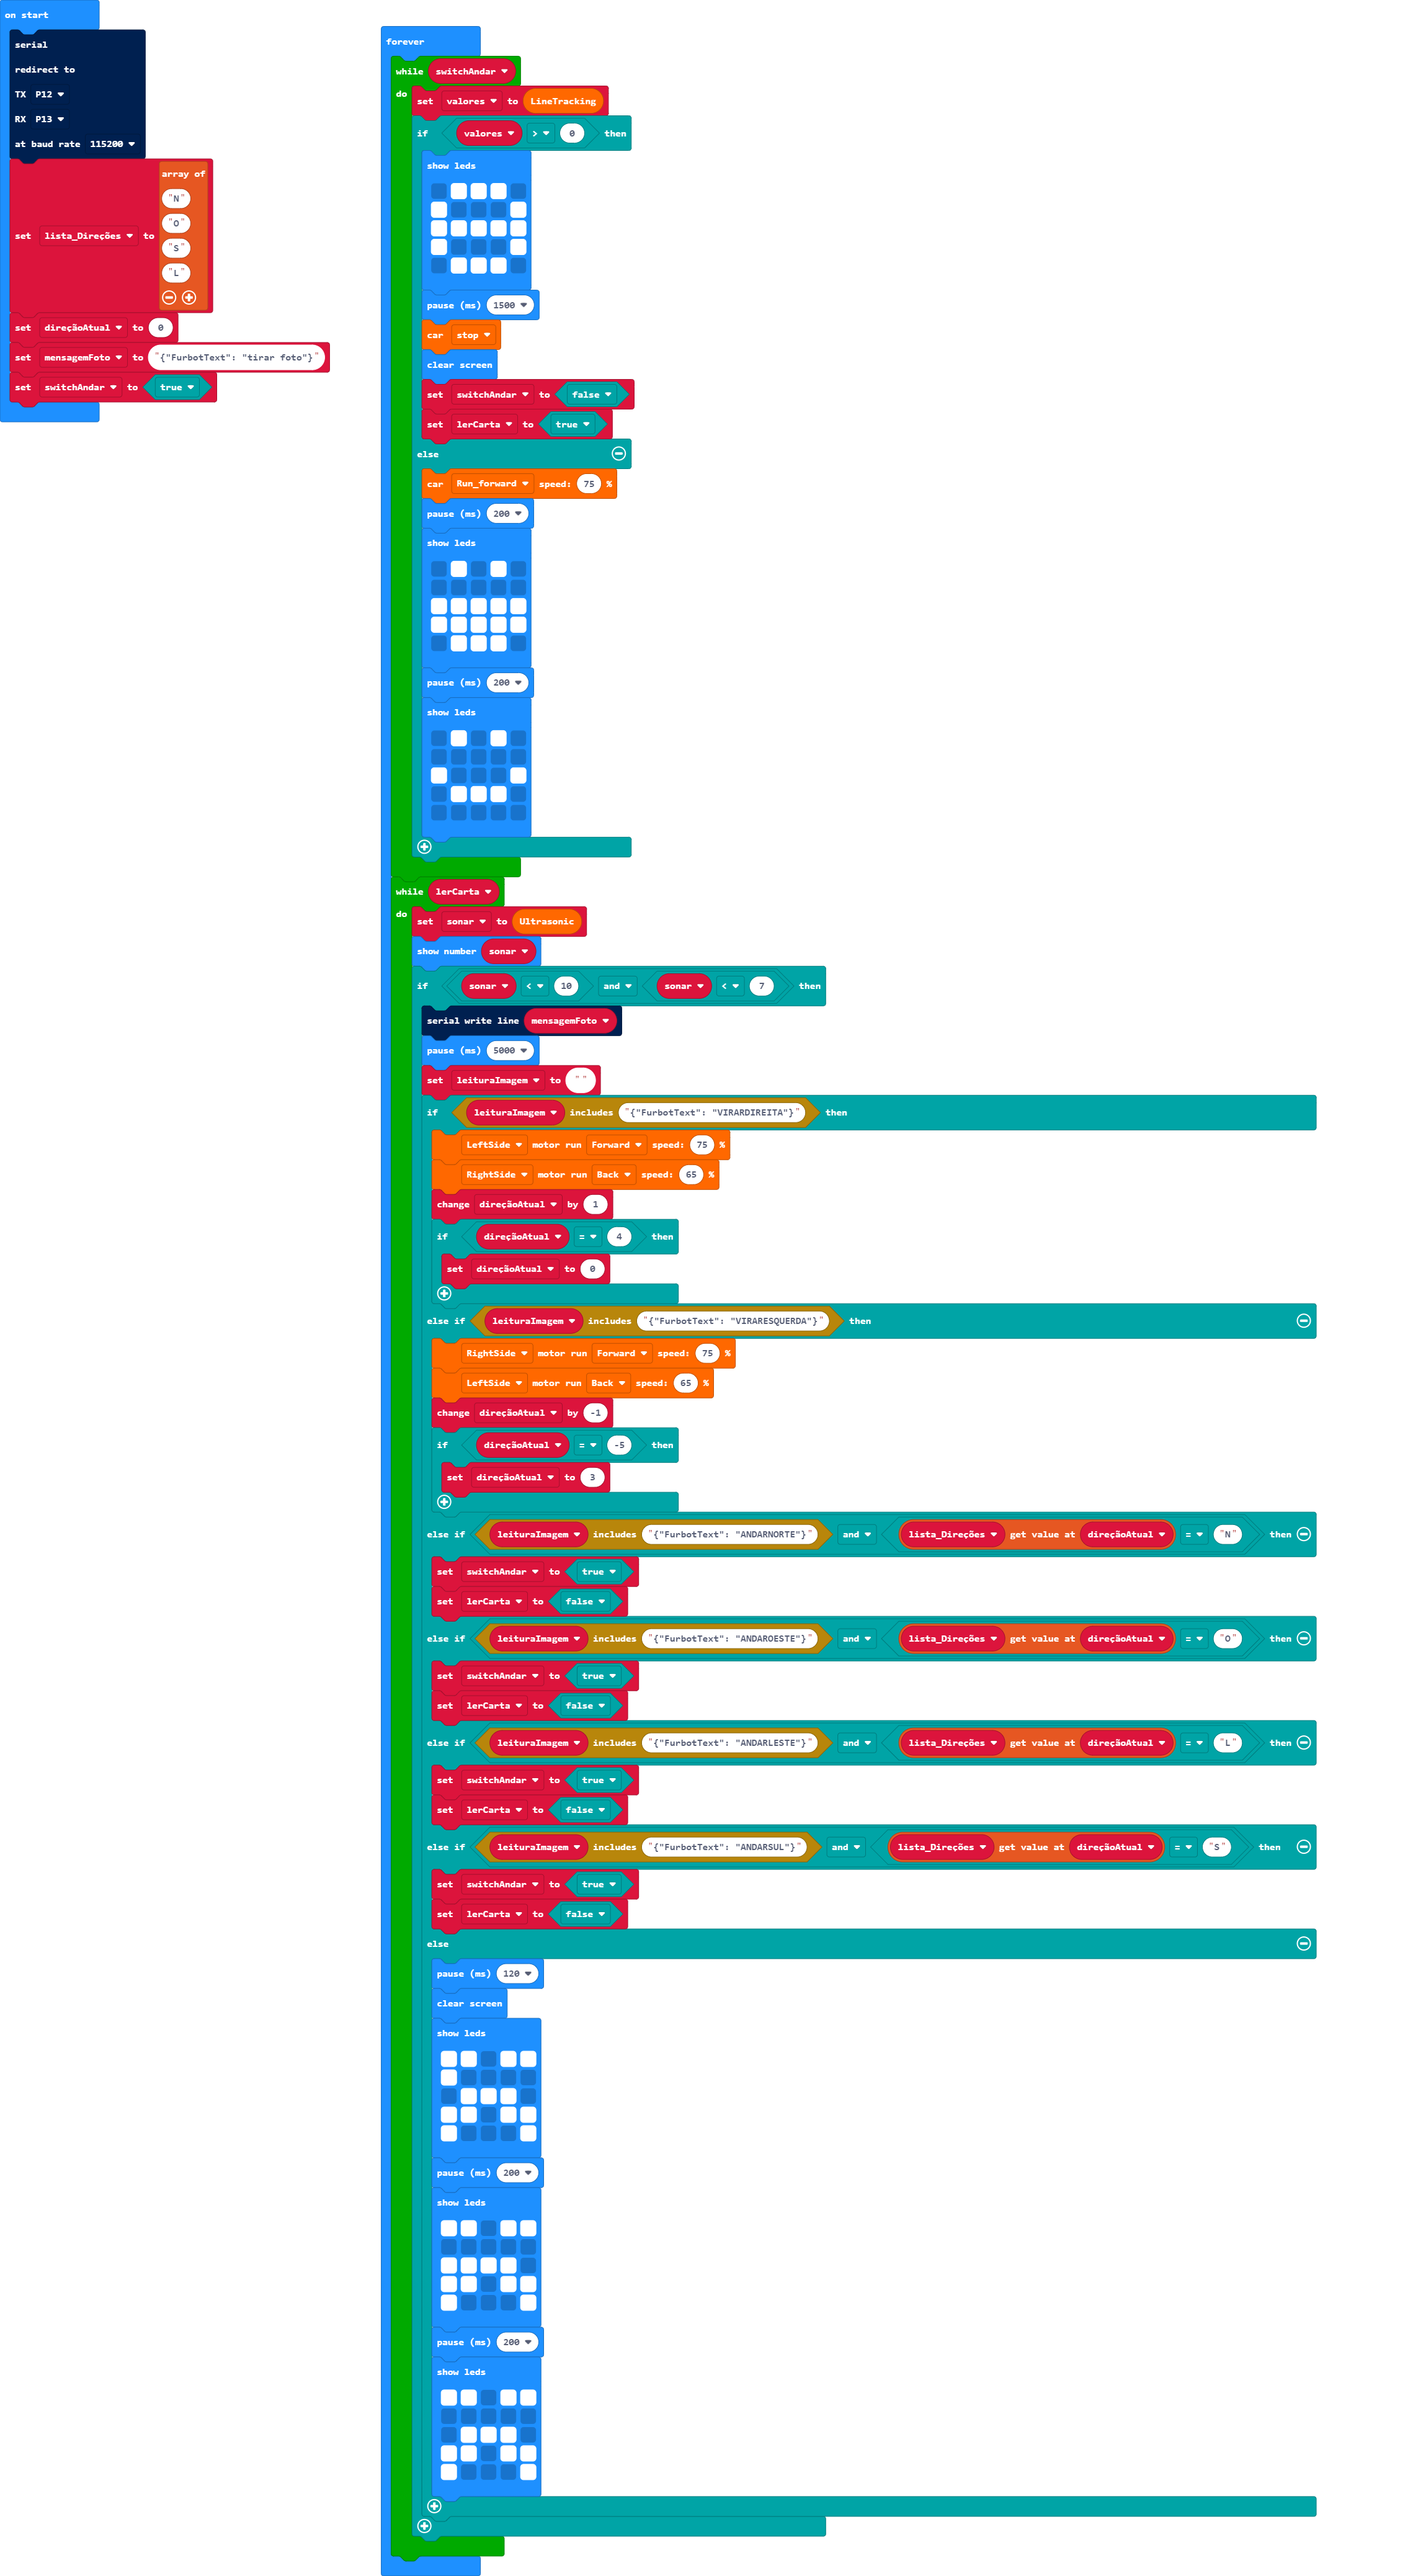 on start
serial
redirect to
TX P12
RX P13
at baud rate 115200
set lista_Direções to array of
"N"
"O"
"S"
"L"
set direçãoAtual to 0
set mensagemFoto to "{"FurbotText": "tirar foto"}"
set switchAndar to true
forever
while switchAndar
do
set valores to LineTracking
if valores > 0 then
show leds
pause (ms) 1500
car stop
clear screen
set switchAndar to false
set lerCarta to true
else
car Run_forward speed: 75 %
pause (ms) 200
show leds
pause (ms) 200
show leds
while lerCarta
do
set sonar to Ultrasonic
show number sonar
if sonar < 10 and sonar < 7 then
serial write line mensagemFoto
pause (ms) 5000
set leituraImagem to " "
if leituraImagem includes "{"FurbotText": "VIRARDIREITA"}" then
LeftSide motor run Forward speed: 75 %
RightSide motor run Back speed: 65 %
change direçãoAtual by 1
if direçãoAtual = 4 then
set direçãoAtual to 0
else if leituraImagem includes "{"FurbotText": "VIRARESQUERDA"}" then
RightSide motor run Forward speed: 75 %
LeftSide motor run Back speed: 65 %
change direçãoAtual by -1
if direçãoAtual = -5 then
set direçãoAtual to 3
else if leituraImagem includes "{"FurbotText": "ANDARNORTE"}" and lista_Direções get value at direçãoAtual = "N" then
set switchAndar to true
set lerCarta to false
else if leituraImagem includes "{"FurbotText": "ANDAROESTE"}" and lista_Direções get value at direçãoAtual = "O" then
set switchAndar to true
set lerCarta to false
else if leituraImagem includes "{"FurbotText": "ANDARLESTE"}" and lista_Direções get value at direçãoAtual = "L" then
set switchAndar to true
set lerCarta to false
else if leituraImagem includes "{"FurbotText": "ANDARSUL"}" and lista_Direções get value at direçãoAtual = "S" then
set switchAndar to true
set lerCarta to false
else
pause (ms) 120
clear screen
show leds
pause (ms) 200
show leds
pause (ms) 200
show leds